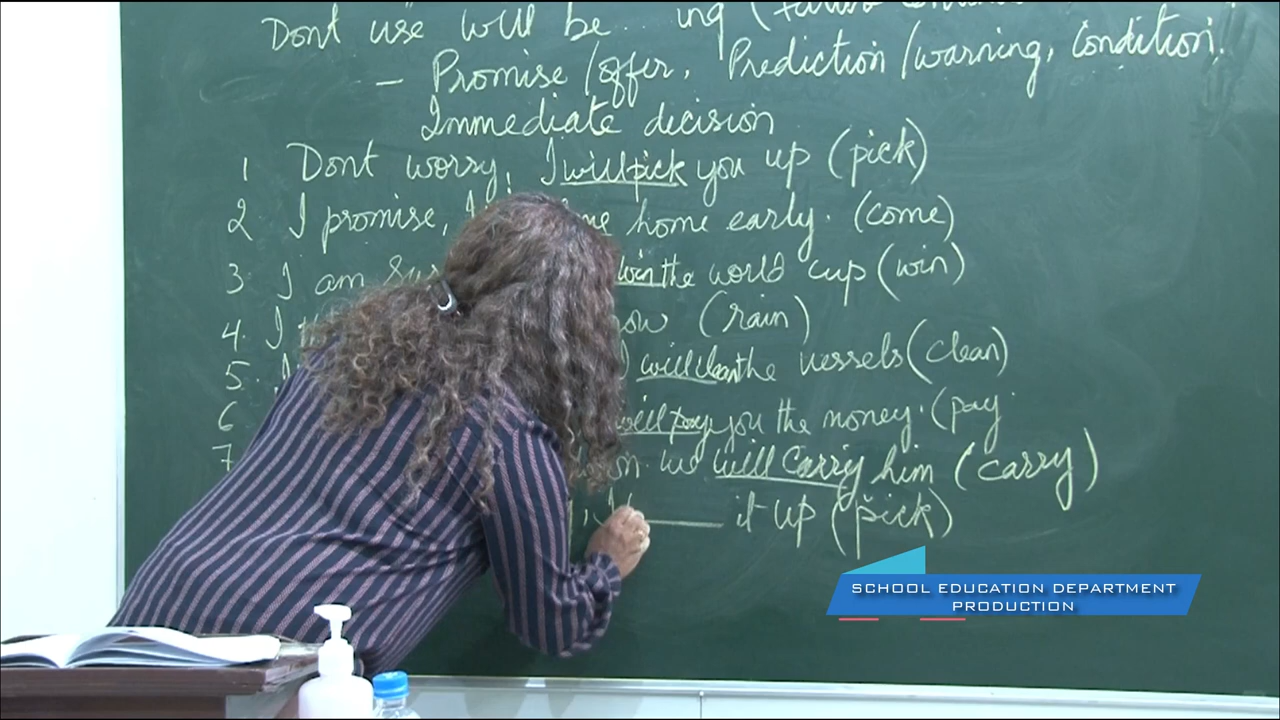 Dont use will be ing (
- Promise /offer, Prediction /warning, condition.
Immediate decision
1 Dont worry, I will pick you up (pick)
2. I promise, home early. (come)
3. I am the world cup (win)
4. I (rain)
5. will clean the vessels (clean)
6 will pay you the money. (pay
7 we will carry him (carry)
, I it up (pick)
SCHOOL EDUCATION DEPARTMENT
PRODUCTION